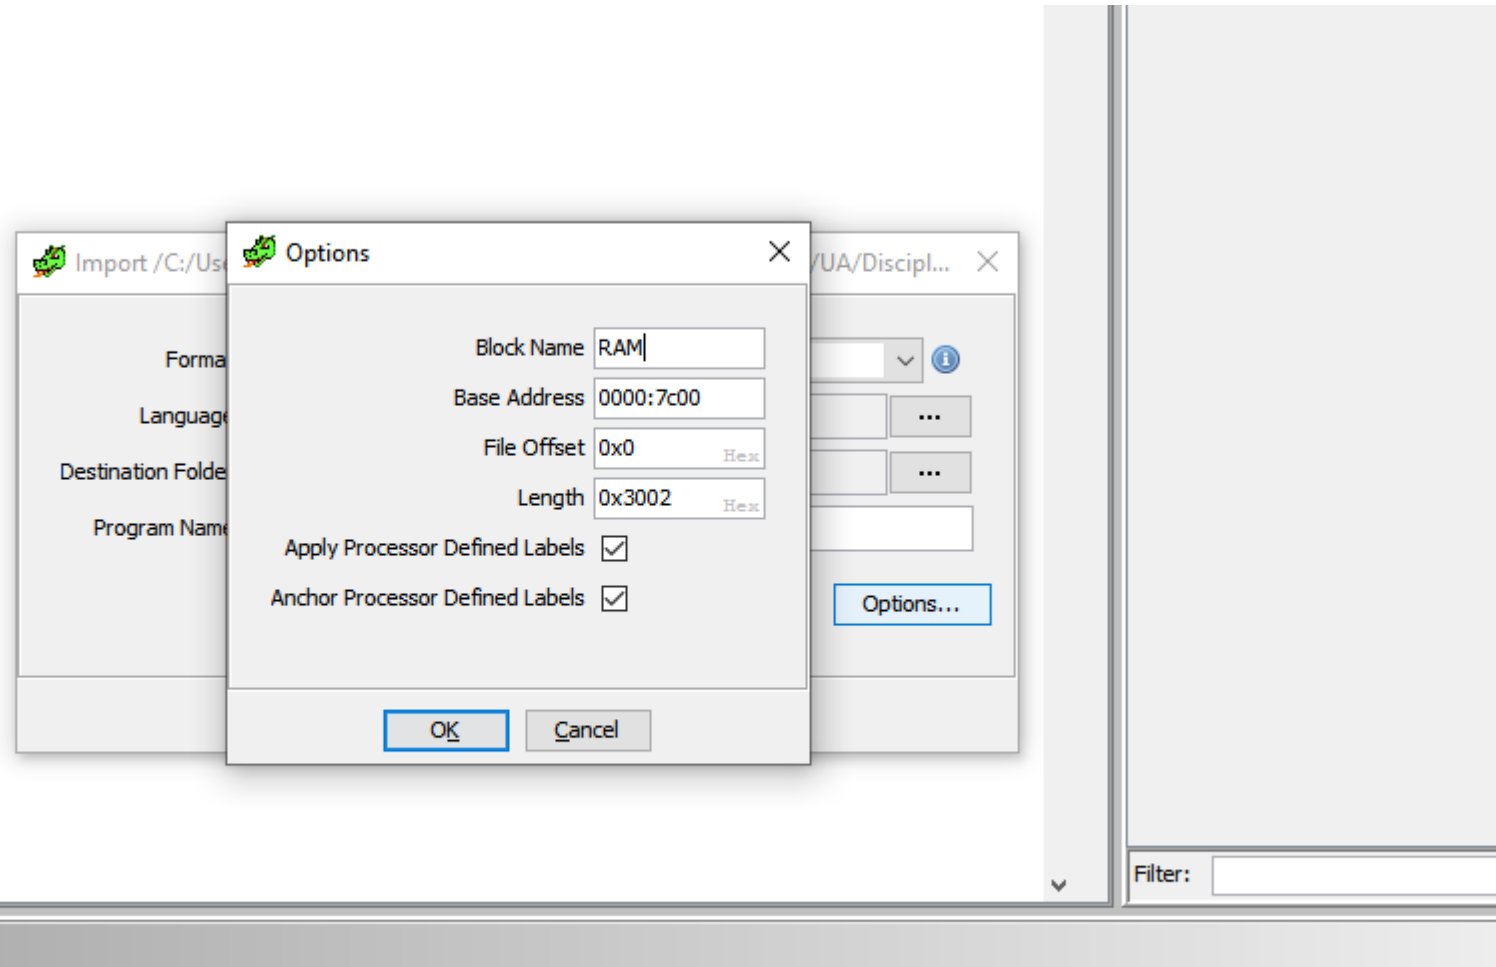 Import /C:/Us
Options
/UA/Discipl...
Block Name RAM
Base Address 0000:7c00
File Offset 0x0 Hex
Length 0x3002 Hex
Apply Processor Defined Labels
Anchor Processor Defined Labels
Forma
Language
Destination Folde
Program Name
...
...
Options...
OK Cancel
Filter: